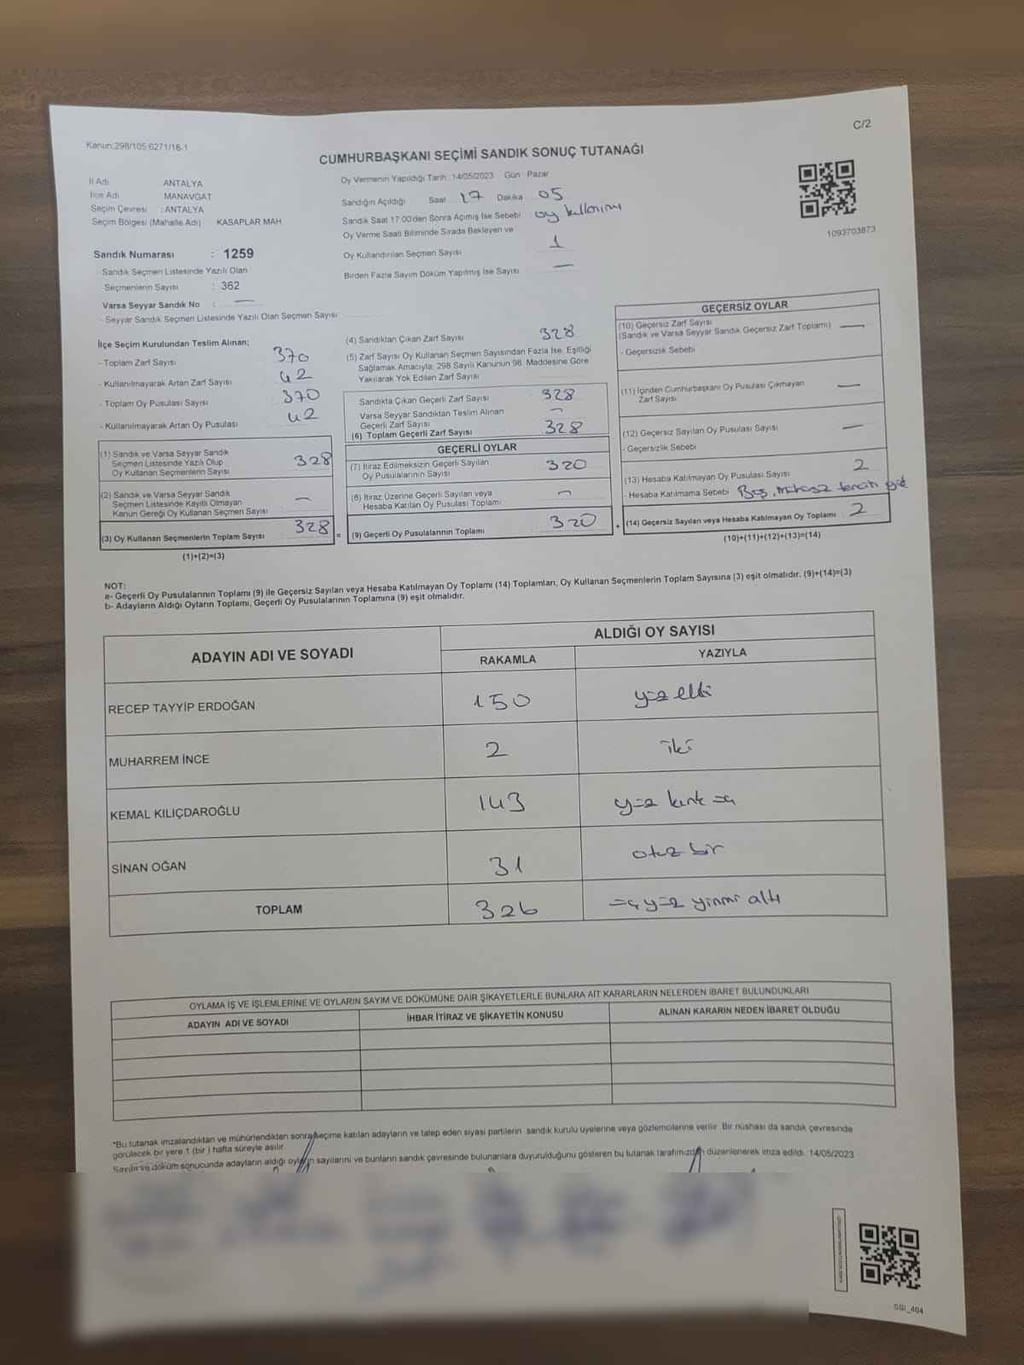 C/2
Kanun:298/105 6271/18-1
CUMHURBAŞKANI SEÇİMİ SANDIK SONUÇ TUTANAĞI
İl Adı ANTALYA
İlçe Adı MANAVGAT
Seçim Çevresi : ANTALYA
Seçim Bölgesi (Mahalle Adı) KASAPLAR MAH
Sandık Numarası : 1259
- Sandık Seçmen Listesinde Yazılı Olan
Seçmenlerin Sayısı : 362
Varsa Seyyar Sandık No : —
- Seyyar Sandık Seçmen Listesinde Yazılı Olan Seçmen Sayısı
Oy Vermenin Yapıldığı Tarih :14/05/2023 Gün Pazar
Sandığın Açıldığı Saat 17 Dakika 05
Sandık Saat 17:00'den Sonra Açılmış İse Sebebi oy kullanımı
Oy Verme Saati Bitiminde Sırada Bekleyen ve
Oy Kullandırılan Seçmen Sayısı 1
Birden Fazla Sayım Döküm Yapılmış İse Sayısı —
1093703873
İlçe Seçim Kurulundan Teslim Alınan;
- Toplam Zarf Sayısı 370
- Kullanılmayarak Artan Zarf Sayısı 42
- Toplam Oy Pusulası Sayısı 370
- Kullanılmayarak Artan Oy Pusulası 42
(1) Sandık ve Varsa Seyyar Sandık
Seçmen Listesinde Yazılı Olup
Oy Kullanan Seçmenlerin Sayısı 328
(2) Sandık ve Varsa Seyyar Sandık
Seçmen Listesinde Kayıtlı Olmayan
Kanun Gereği Oy Kullanan Seçmen Sayısı —
(3) Oy Kullanan Seçmenlerin Toplam Sayısı 328
(1)+(2)=(3)
(4) Sandıktan Çıkan Zarf Sayısı 328
(5) Zarf Sayısı Oy Kullanan Seçmen Sayısından Fazla İse, Eşitliği
Sağlamak Amacıyla; 298 Sayılı Kanunun 98. Maddesine Göre
Yakılarak Yok Edilen Zarf Sayısı
Sandıkta Çıkan Geçerli Zarf Sayısı 328
Varsa Seyyar Sandıktan Teslim Alınan
Geçerli Zarf Sayısı —
(6) Toplam Geçerli Zarf Sayısı 328
GEÇERLİ OYLAR
(7) İtiraz Edilmeksizin Geçerli Sayılan
Oy Pusulalarının Sayısı 320
(8) İtiraz Üzerine Geçerli Sayılan veya
Hesaba Katılan Oy Pusulası Toplamı —
(9) Geçerli Oy Pusulalarının Toplamı 320
GEÇERSİZ OYLAR
(10) Geçersiz Zarf Sayısı
(Sandık ve Varsa Seyyar Sandık Geçersiz Zarf Toplamı) —
- Geçersizlik Sebebi
(11) İçinden Cumhurbaşkanı Oy Pusulası Çıkmayan
Zarf Sayısı —
(12) Geçersiz Sayılan Oy Pusulası Sayısı —
- Geçersizlik Sebebi
(13) Hesaba Katılmayan Oy Pusulası Sayısı 2
- Hesaba Katılmama Sebebi Boş,
(14) Geçersiz Sayılan veya Hesaba Katılmayan Oy Toplamı 2
(10)+(11)+(12)+(13)=(14)
NOT:
a- Geçerli Oy Pusulalarının Toplamı (9) ile Geçersiz Sayılan veya Hesaba Katılmayan Oy Toplamı (14) Toplamları, Oy Kullanan Seçmenlerin Toplam Sayısına (3) eşit olmalıdır. (9)+(14)=(3)
b- Adayların Aldığı Oyların Toplamı, Geçerli Oy Pusulalarının Toplamına (9) eşit olmalıdır.
ADAYIN ADI VE SOYADI ALDIĞI OY SAYISI
RAKAMLA YAZIYLA
RECEP TAYYİP ERDOĞAN 150 yüz elli
MUHARREM İNCE 2 iki
KEMAL KILIÇDAROĞLU 143 yüz kırk üç
SİNAN OĞAN 31 otuz bir
TOPLAM 326 üç yüz yirmi altı
OYLAMA İŞ VE İŞLEMLERİNE VE OYLARIN SAYIM VE DÖKÜMÜNE DAİR ŞİKAYETLERLE BUNLARA AİT KARARLARIN NELERDEN İBARET BULUNDUKLARI
ADAYIN ADI VE SOYADI İHBAR İTİRAZ VE ŞİKAYETİN KONUSU ALINAN KARARIN NEDEN İBARET OLDUĞU
*Bu tutanak imzalandıktan ve mühürlendikten sonra seçime katılan adayların ve talep eden siyasi partilerin sandık kurulu üyelerine veya gözlemcilerine verilir. Bir nüshası da sandık çevresinde
görülecek bir yere 1 (bir) hafta süreyle asılır.
Sayım ve döküm sonucunda adayların aldığı oyların sayılarını ve bunların sandık çevresinde bulunanlara duyurulduğunu gösteren bu tutanak tarafımızdan düzenlenerek imza edildi. 14/05/2023